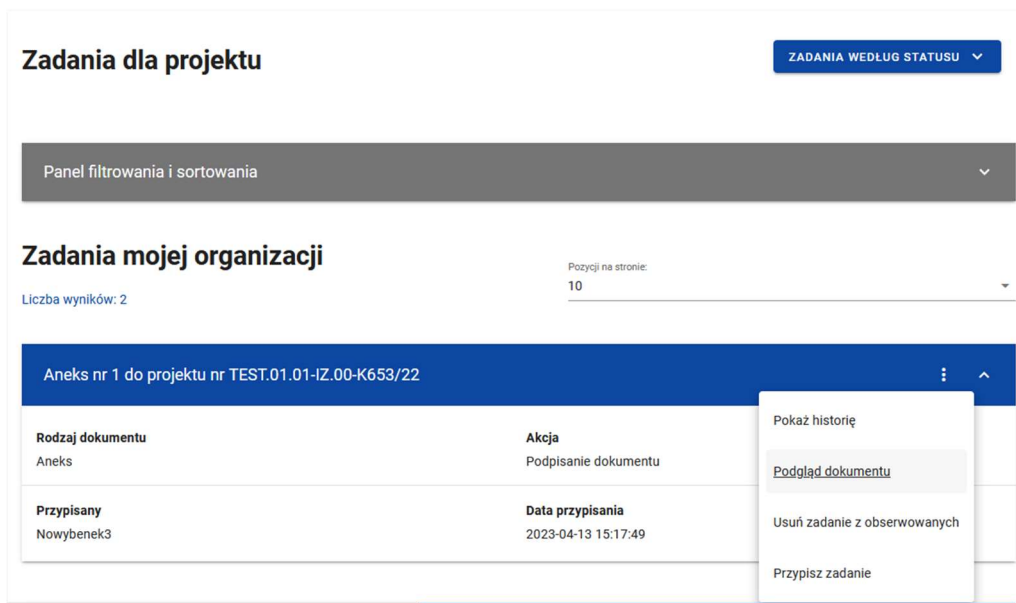 Zadania dla projektu
ZADANIA WEDŁUG STATUSU
Panel filtrowania i sortowania
Zadania mojej organizacji
Pozycji na stronie:
10
Liczba wyników: 2
Aneks nr 1 do projektu nr TEST.01.01-IZ.00-K653/22
Pokaż historię
Rodzaj dokumentu
Akcja
Aneks
Podpisanie dokumentu
Podgląd dokumentu
Przypisany
Data przypisania
Usuń zadanie z obserwowanych
Nowybenek3
2023-04-13 15:17:49
Przypisz zadanie